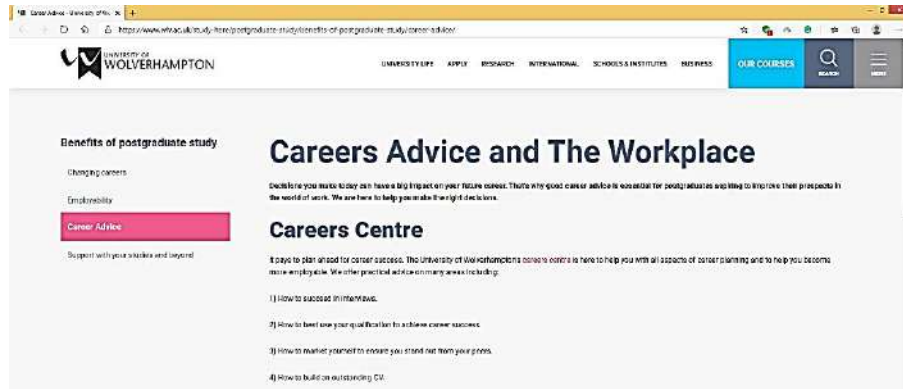 Career Advice - University of Wol
https://www.wlv.ac.uk/study-here/postgraduate-study/benefits-of-postgraduate-study/career-advice/
UNIVERSITY OF
WOLVERHAMPTON
UNIVERSITY LIFE APPLY RESEARCH INTERNATIONAL SCHOOLS & INSTITUTES BUSINESS OUR COURSES SEARCH MENU
Benefits of postgraduate study
Changing careers
Employability
Career Advice
Support with your studies and beyond
Careers Advice and The Workplace
Decisions you make today can have a big impact on your future career. That's why good career advice is essential for postgraduates aspiring to improve their prospects in
the world of work. We are here to help you make the right decisions.
Careers Centre
It pays to plan ahead for career success. The University of Wolverhampton's careers centre is here to help you with all aspects of career planning and to help you become
more employable. We offer practical advice on many areas including:
1) How to succeed in interviews.
2) How to best use your qualification to achieve career success.
3) How to market yourself to ensure you stand out from your peers.
4) How to build an outstanding CV.